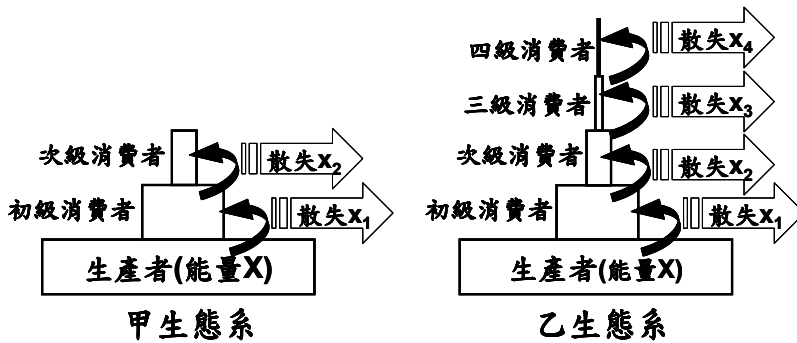 次級消費者
散失x2
初級消費者
散失x1
生產者(能量X)
甲生態系
四級消費者
散失x4
三級消費者
散失x3
次級消費者
散失x2
初級消費者
散失x1
生產者(能量X)
乙生態系